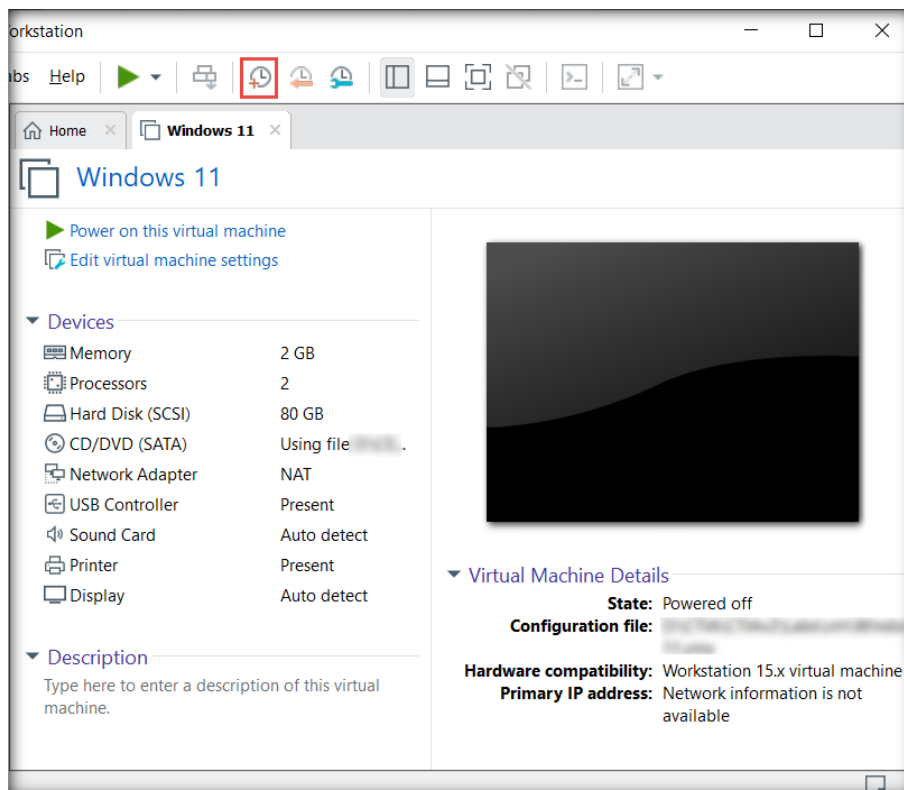 orkstation
abs Help
Home
Windows 11
Windows 11
Power on this virtual machine
Edit virtual machine settings
Devices
Memory 2 GB
Processors 2
Hard Disk (SCSI) 80 GB
CD/DVD (SATA) Using file .
Network Adapter NAT
USB Controller Present
Sound Card Auto detect
Printer Present
Display Auto detect
Description
Type here to enter a description of this virtual
machine.
Virtual Machine Details
State: Powered off
Configuration file:
Hardware compatibility: Workstation 15.x virtual machine
Primary IP address: Network information is not
available